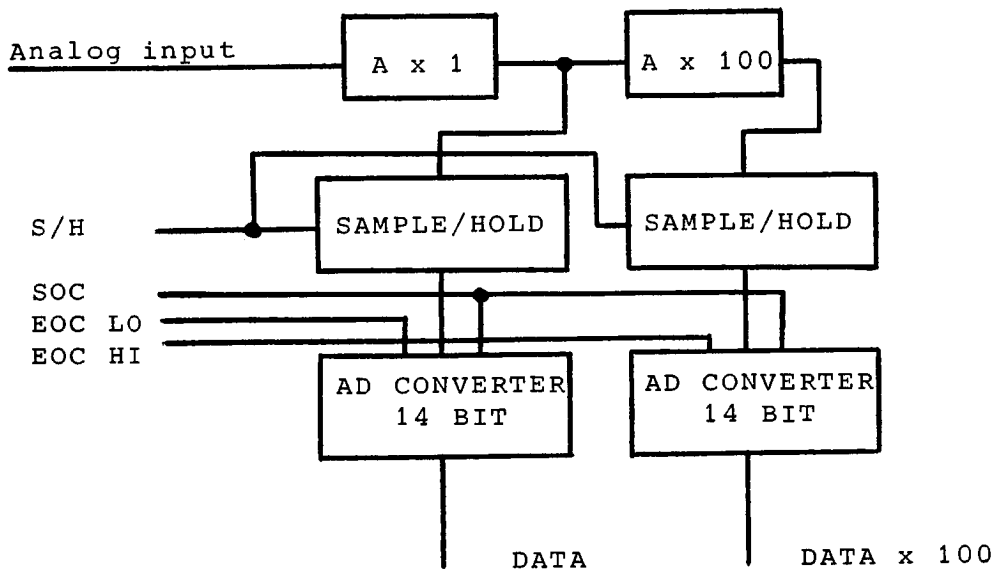 Analog input
A x 1
A x 100
S/H
SAMPLE/HOLD
SAMPLE/HOLD
SOC
EOC LO
EOC HI
AD CONVERTER
14 BIT
AD CONVERTER
14 BIT
DATA
DATA x 100